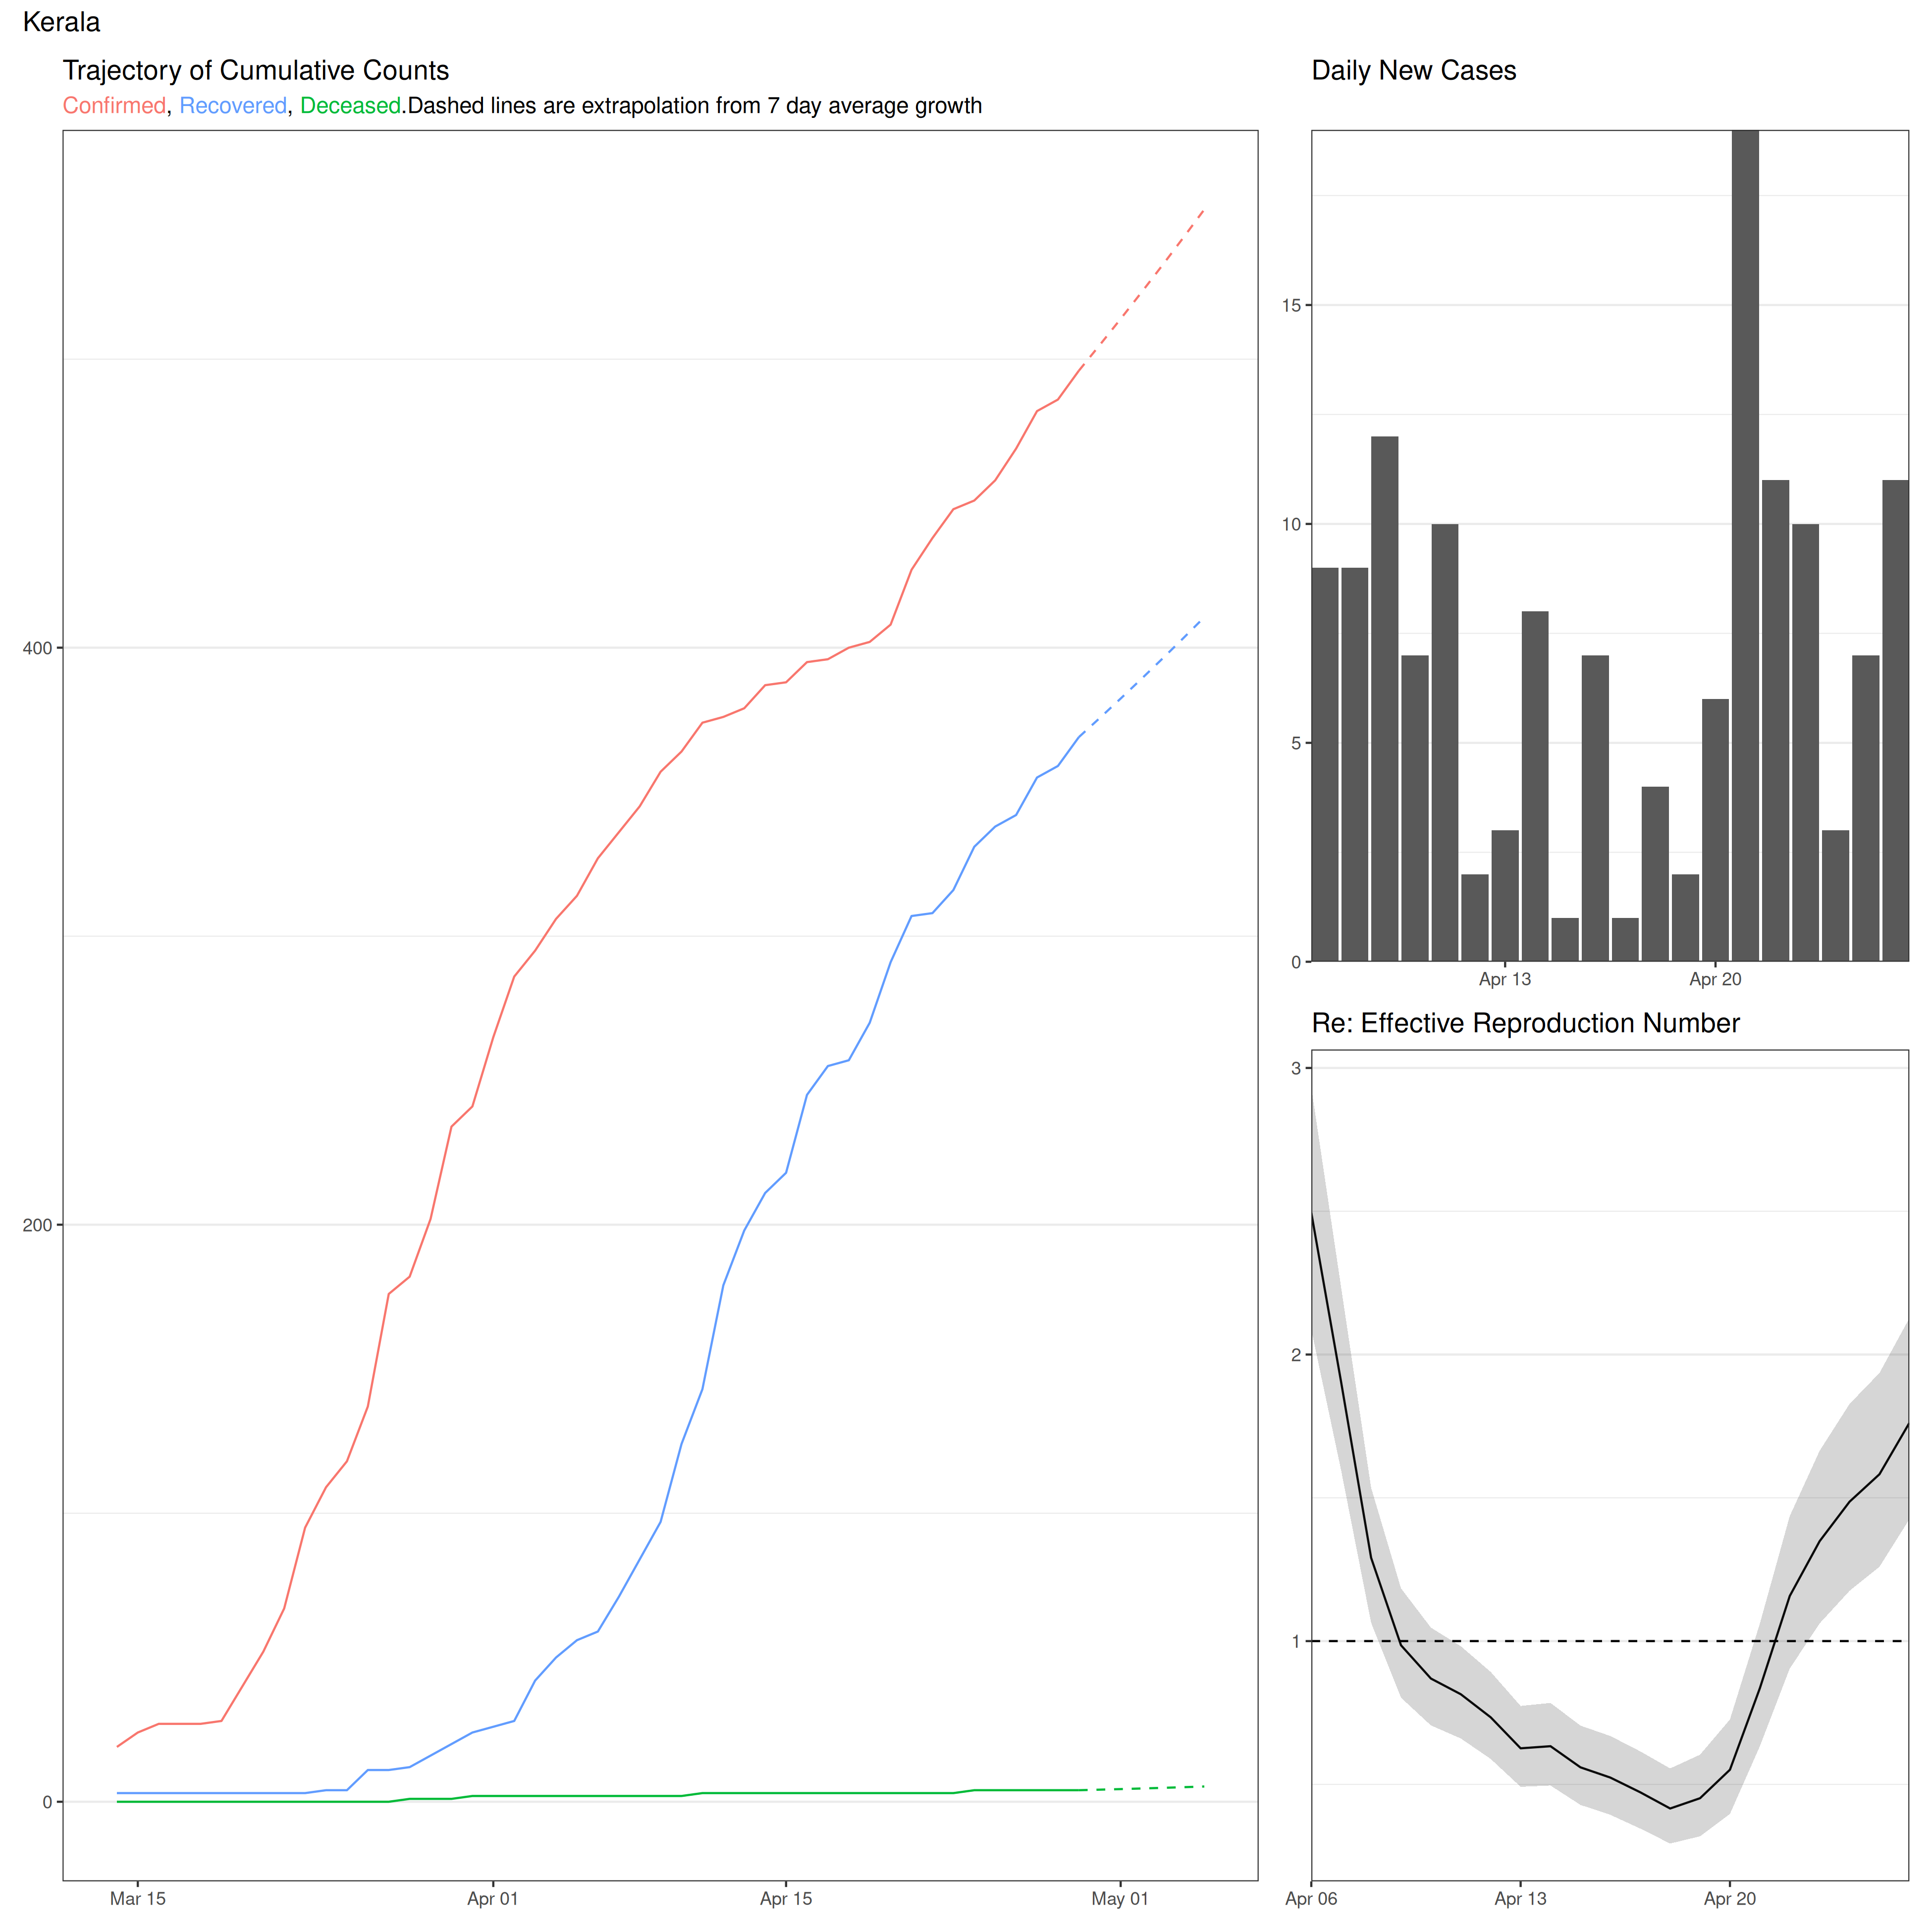 Kerala
Trajectory of Cumulative Counts
Confirmed, Recovered, Deceased.Dashed lines are extrapolation from 7 day average growth
400
200
0
Mar 15
Apr 01
Apr 15
May 01
Daily New Cases
15
10
5
0
Apr 13
Apr 20
Re: Effective Reproduction Number
3
2
1
Apr 06
Apr 13
Apr 20